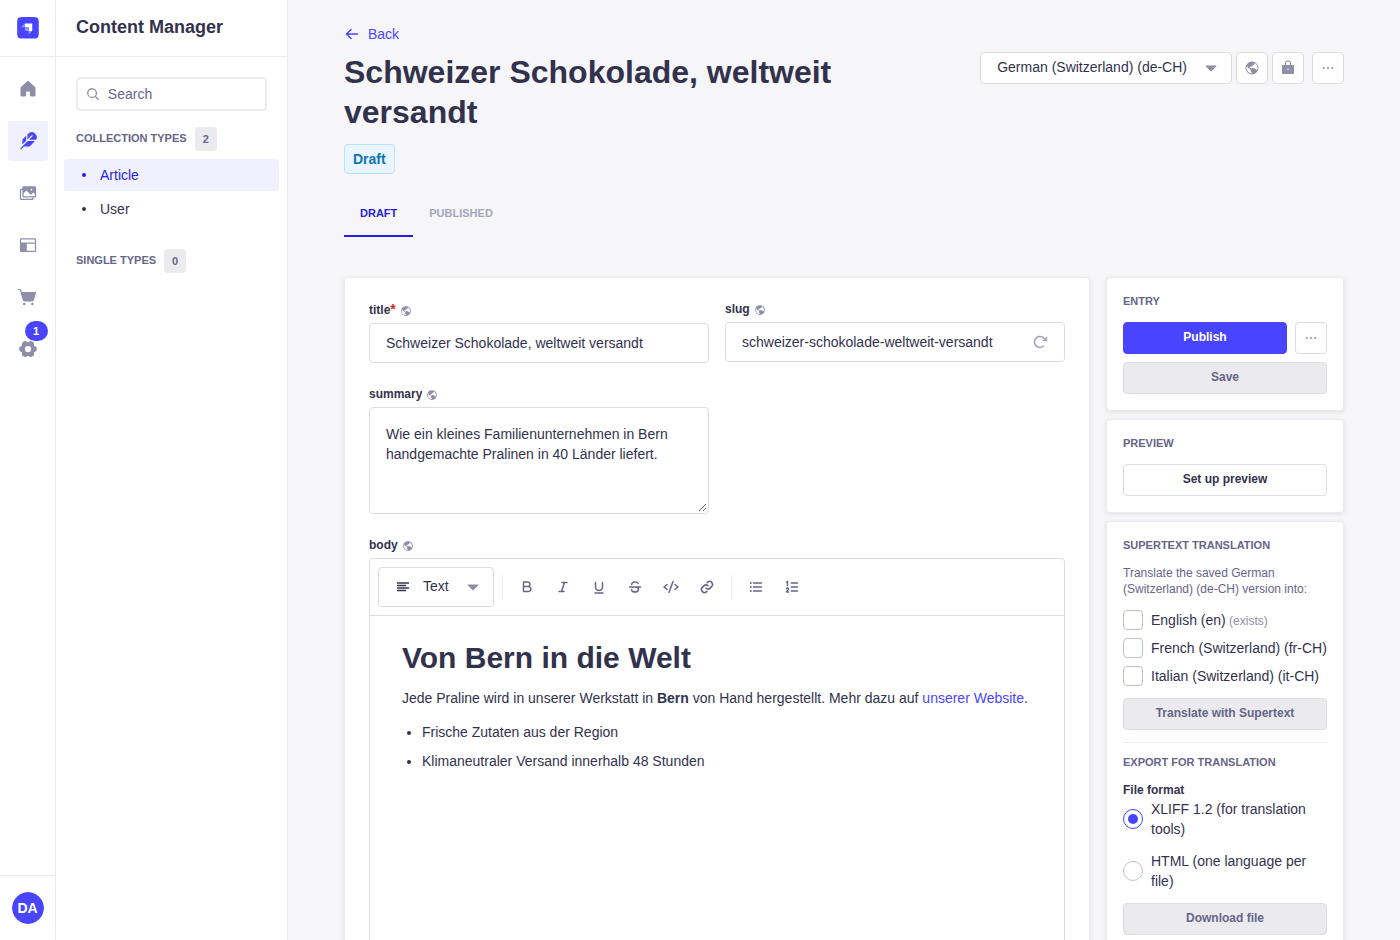 Content Manager
Search
COLLECTION TYPES 2
Article
User
SINGLE TYPES 0
1
DA
Back
Schweizer Schokolade, weltweit
versandt
German (Switzerland) (de-CH)
Draft
DRAFT PUBLISHED
title*
Schweizer Schokolade, weltweit versandt
slug
schweizer-schokolade-weltweit-versandt
summary
Wie ein kleines Familienunternehmen in Bern
handgemachte Pralinen in 40 Länder liefert.
body
Text
Von Bern in die Welt
Jede Praline wird in unserer Werkstatt in Bern von Hand hergestellt. Mehr dazu auf unserer Website.
• Frische Zutaten aus der Region
• Klimaneutraler Versand innerhalb 48 Stunden
ENTRY
Publish
Save
PREVIEW
Set up preview
SUPERTEXT TRANSLATION
Translate the saved German
(Switzerland) (de-CH) version into:
English (en) (exists)
French (Switzerland) (fr-CH)
Italian (Switzerland) (it-CH)
Translate with Supertext
EXPORT FOR TRANSLATION
File format
XLIFF 1.2 (for translation
tools)
HTML (one language per
file)
Download file